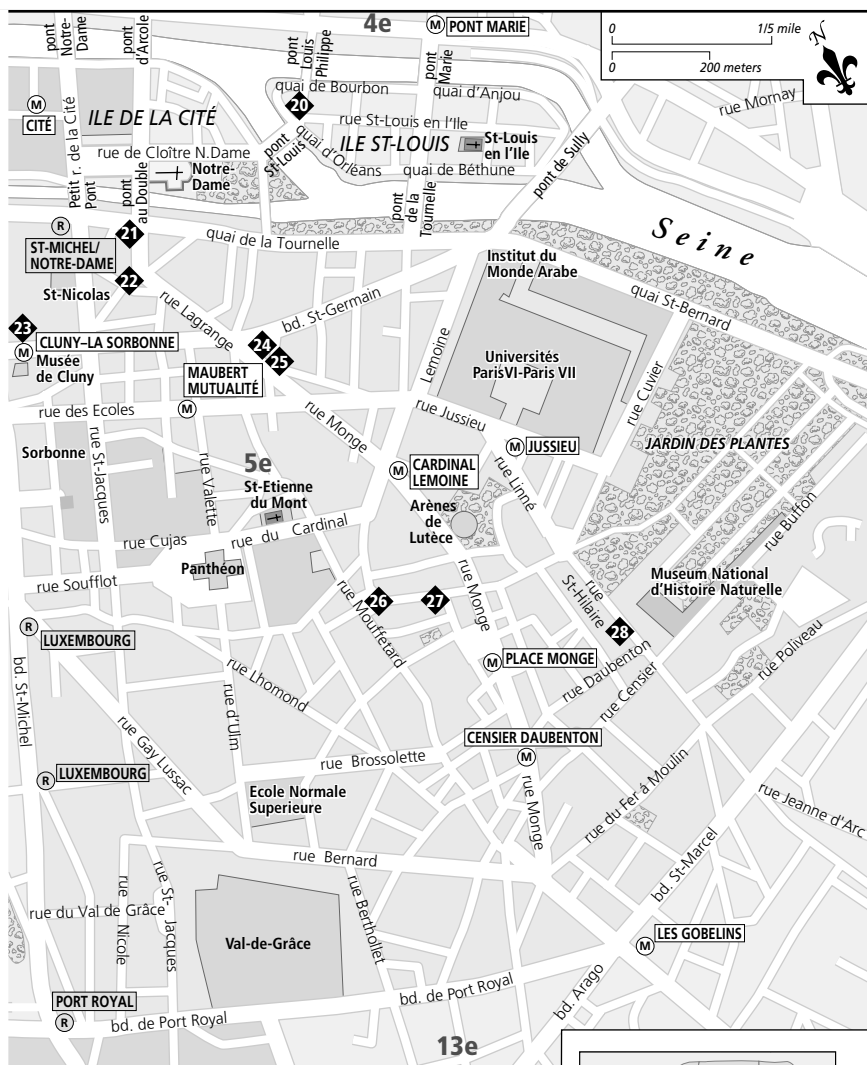 4e
M PONT MARIE
pont
Notre-
Dame
pont
d'Arcole
pont
Louis
Philippe
pont
Marie
0 1/5 mile
0 200 meters
N
quai de Bourbon
quai d'Anjou
rue Mornay
M
CITÉ
ILE DE LA CITÉ
20
rue St-Louis en l'Ile
ILE ST-LOUIS
St-Louis
en l'Ile
rue de Cloître N.Dame
pont
St-Louis
quai d'Orléans
quai de Béthune
pont de Sully
Petit r. de la Cité
Pont
pont
au Double
Notre-
Dame
pont
de la
Tournelle
Seine
R
ST-MICHEL/
NOTRE-DAME
21
quai de la Tournelle
Institut du
Monde Arabe
22
St-Nicolas
quai St-Bernard
rue Lagrange
bd. St-Germain
23
M CLUNY–LA SORBONNE
Musée
de Cluny
24
25
Lemoine
Universités
ParisVI-Paris VII
rue Cuvier
MAUBERT
MUTUALITÉ
M
rue des Ecoles
rue Monge
rue Jussieu
M JUSSIEU
JARDIN DES PLANTES
Sorbonne
rue St-Jacques
rue Valette
5e
M CARDINAL
LEMOINE
rue Linné
St-Etienne
du Mont
Arènes
de
Lutèce
rue Buffon
rue Cujas
rue du Cardinal
Panthéon
rue Soufflot
rue Monge
rue
St-Hilaire
Museum National
d'Histoire Naturelle
26
27
28
rue Mouffetard
R
LUXEMBOURG
M PLACE MONGE
rue Daubenton
rue Poliveau
bd. St-Michel
rue Lhomond
rue Censier
rue d'Ulm
rue Gay Lussac
CENSIER DAUBENTON
M
rue Brossolette
R LUXEMBOURG
Ecole Normale
Superieure
rue Monge
rue du Fer á Moulin
rue Jeanne d'Arc
rue Bernard
bd. St-Marcel
rue
Nicole
rue St-
Jacques
rue Berthollet
rue du Val de Grâce
Val-de-Grâce
M LES GOBELINS
PORT ROYAL
R
bd. de Port Royal
bd. de Port Royal
bd. Arago
13e